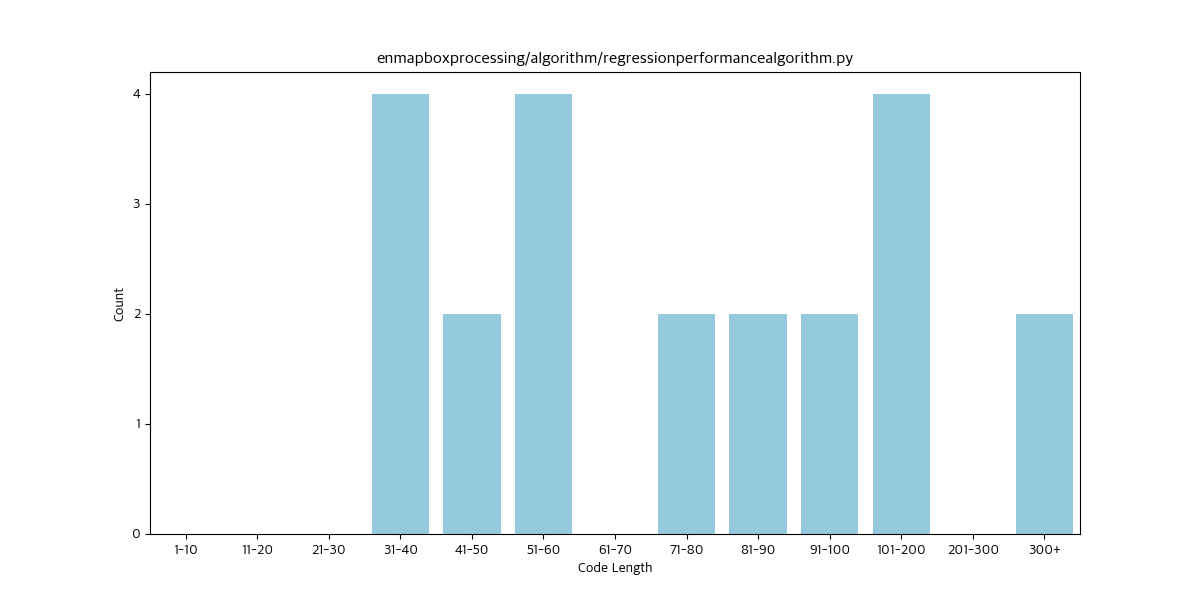 enmapboxprocessing/algorithm/regressionperformancealgorithm.py
Count
4
3
2
1
0
1-10 11-20 21-30 31-40 41-50 51-60 61-70 71-80 81-90 91-100 101-200 201-300 300+
Code Length